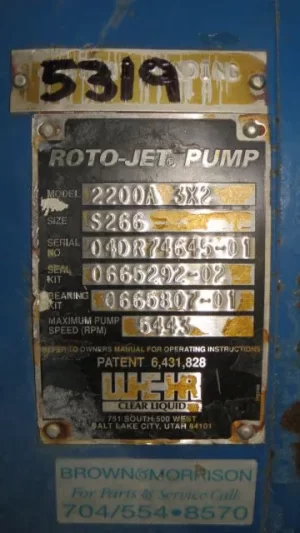 5319
ROTO-JET® PUMP
MODEL 2200A 3X2
SIZE S266
SERIAL NO 04DR74645-01
SEAL KIT 0665292-02
BEARING KIT 0665807-01
MAXIMUM PUMP SPEED (RPM)
REFER TO OWNERS MANUAL FOR OPERATING INSTRUCTIONS
PATENT 6,431,828
WEIR
CLEAR LIQUID
751 SOUTH 500 WEST
SALT LAKE CITY, UTAH 84101
BROWN&MORRISON
For Parts & Service Call
704/554•8570